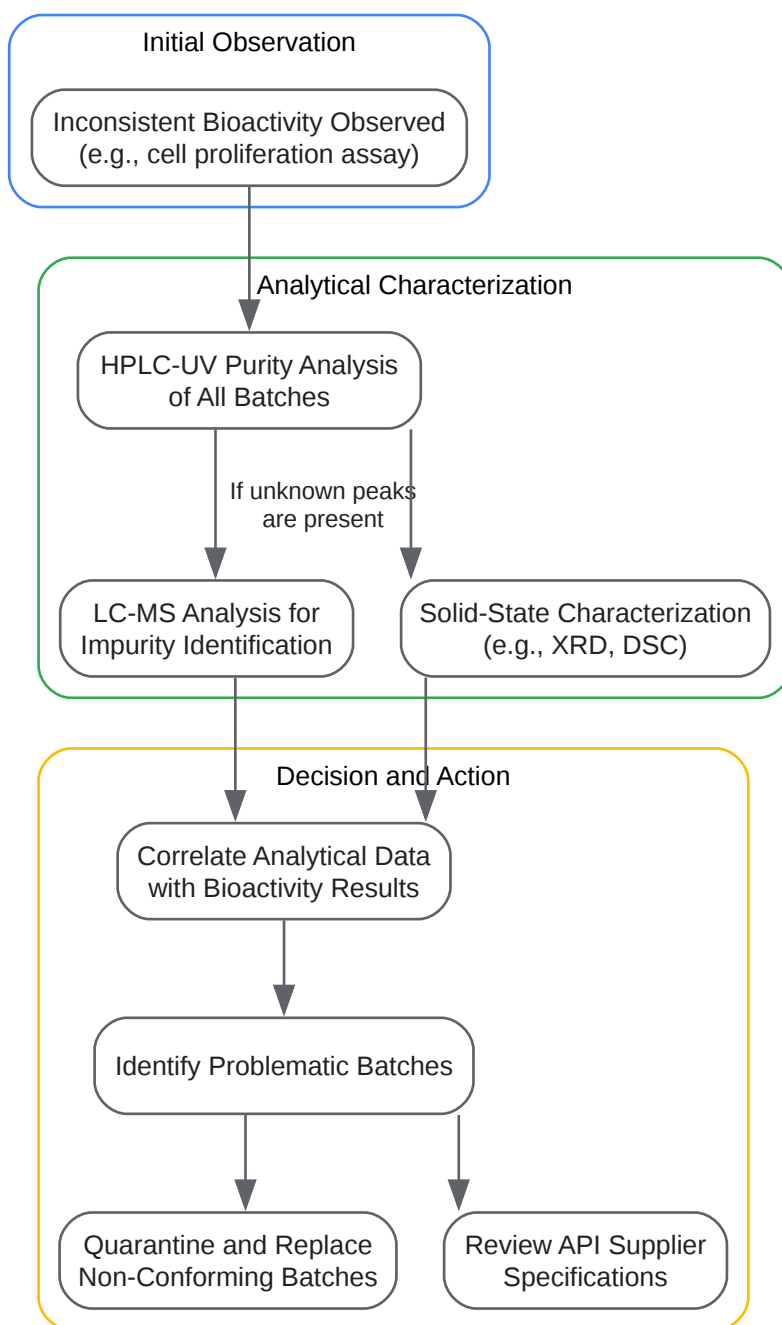 Initial Observation
Inconsistent Bioactivity Observed
(e.g., cell proliferation assay)
Analytical Characterization
HPLC-UV Purity Analysis
of All Batches
If unknown peaks
are present
LC-MS Analysis for
Impurity Identification
Solid-State Characterization
(e.g., XRD, DSC)
Decision and Action
Correlate Analytical Data
with Bioactivity Results
Identify Problematic Batches
Quarantine and Replace
Non-Conforming Batches
Review API Supplier
Specifications